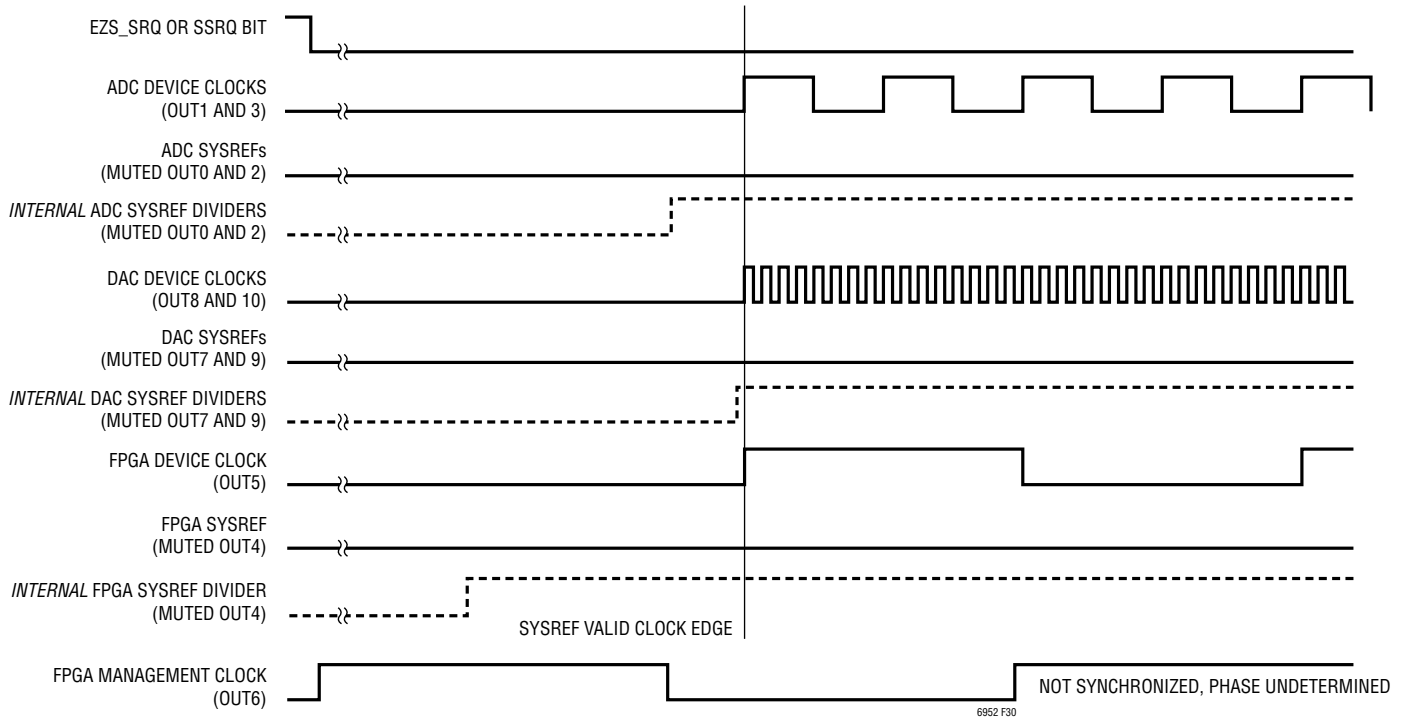 EZS_SRQ OR SSRQ BIT
ADC DEVICE CLOCKS
(OUT1 AND 3)
ADC SYSREFs
(MUTED OUT0 AND 2)
INTERNAL ADC SYSREF DIVIDERS
(MUTED OUT0 AND 2)
DAC DEVICE CLOCKS
(OUT8 AND 10)
DAC SYSREFs
(MUTED OUT7 AND 9)
INTERNAL DAC SYSREF DIVIDERS
(MUTED OUT7 AND 9)
FPGA DEVICE CLOCK
(OUT5)
FPGA SYSREF
(MUTED OUT4)
INTERNAL FPGA SYSREF DIVIDER
(MUTED OUT4)
SYSREF VALID CLOCK EDGE
FPGA MANAGEMENT CLOCK
(OUT6)
NOT SYNCHRONIZED, PHASE UNDETERMINED
6952 F30